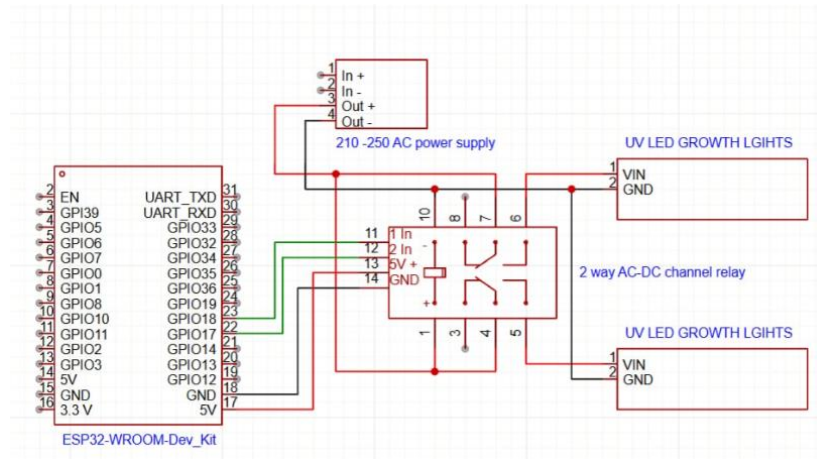 1 In +
2 In -
3 Out +
4 Out -
210 -250 AC power supply
UV LED GROWTH LGIHTS
1 VIN
2 GND
2 EN UART_TXD 31
3 GPI39 UART_RXD 30
4 GPIO5 GPIO33 29
5 GPIO6 GPIO32 28
6 GPIO7 GPIO34 27
7 GPIO0 GPIO35 26
8 GPIO1 GPIO36 25
9 GPIO8 GPIO19 24
10 GPIO10 GPIO18 23
11 GPIO11 GPIO17 22
12 GPIO2 GPIO14 21
13 GPIO3 GPIO13 20
14 5V GPIO12 19
15 GND GND 18
16 3.3 V 5V 17
ESP32-WROOM-Dev_Kit
10 8 7 6
11 1 In -
12 2 In
13 5V +
14 GND
+
1 3 4 5
2 way AC-DC channel relay
UV LED GROWTH LGIHTS
1 VIN
2 GND